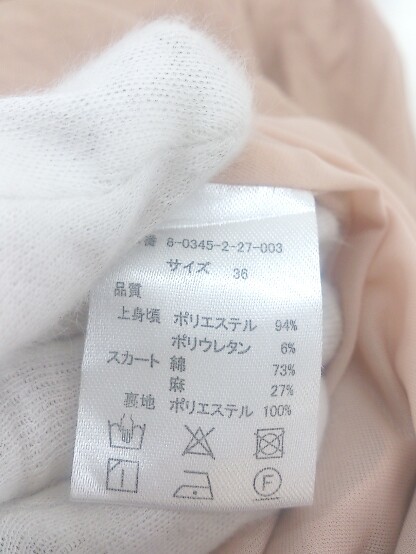 番 8-0345-2-27-003
サイズ 36
品質
上身頃 ポリエステル 94%
ポリウレタン 6%
スカート 綿 73%
麻 27%
裏地 ポリエステル 100%
F